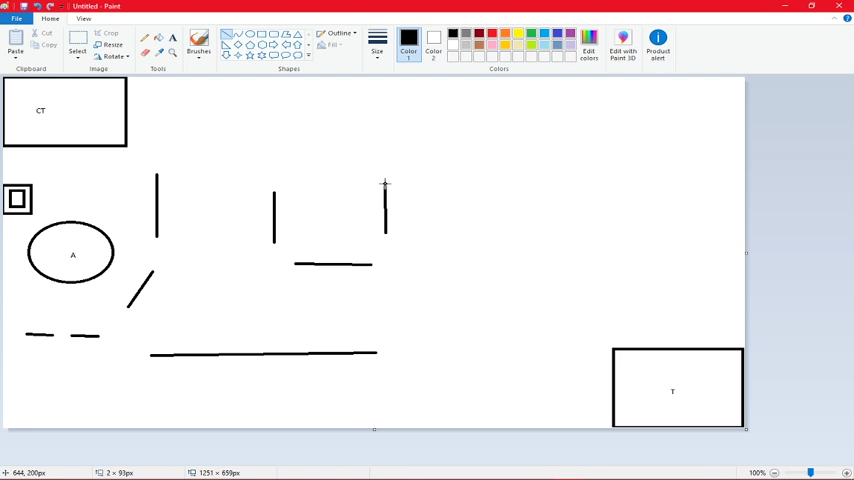 Untitled - Paint
File Home View
Paste Cut Copy Clipboard
Select Crop Resize Rotate Image
Tools
Brushes
Outline Fill Shapes
Size
Color 1 Color 2 Colors
Edit colors
Edit with Paint 3D
Product alert
CT
A
T
644, 200px 2 × 93px 1251 × 659px 100%